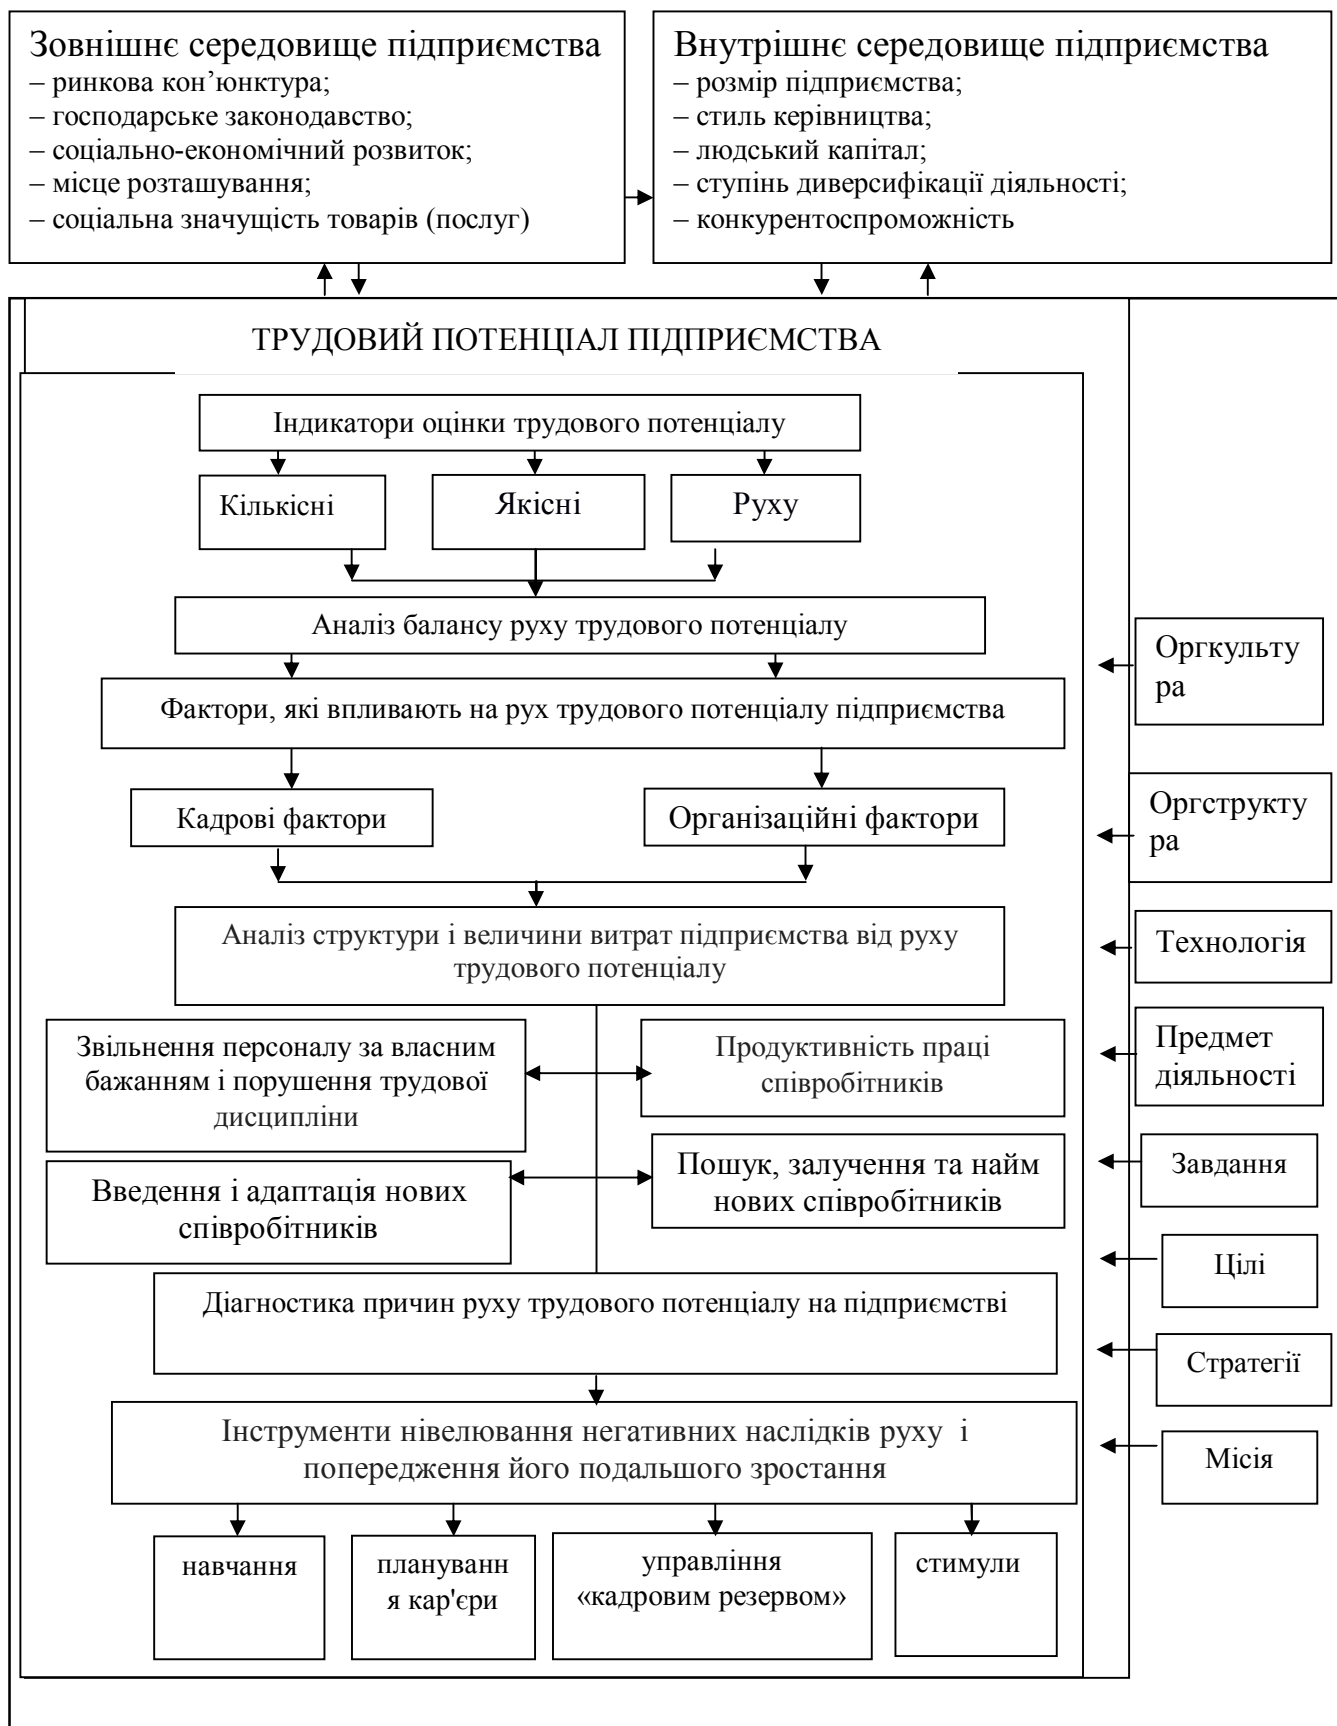 Зовнішнє середовище підприємства
– ринкова кон’юнктура;
– господарське законодавство;
– соціально-економічний розвиток;
– місце розташування;
– соціальна значущість товарів (послуг)
Внутрішнє середовище підприємства
– розмір підприємства;
– стиль керівництва;
– людський капітал;
– ступінь диверсифікації діяльності;
– конкурентоспроможність
ТРУДОВИЙ ПОТЕНЦІАЛ ПІДПРИЄМСТВА
Індикатори оцінки трудового потенціалу
Кількісні
Якісні
Руху
Аналіз балансу руху трудового потенціалу
Фактори, які впливають на рух трудового потенціалу підприємства
Кадрові фактори
Організаційні фактори
Аналіз структури і величини витрат підприємства від руху
трудового потенціалу
Звільнення персоналу за власним
бажанням і порушення трудової
дисципліни
Продуктивність праці
співробітників
Введення і адаптація нових
співробітників
Пошук, залучення та найм
нових співробітників
Діагностика причин руху трудового потенціалу на підприємстві
Інструменти нівелювання негативних наслідків руху і
попередження його подальшого зростання
навчання
плануванн
я кар'єри
управління
«кадровим резервом»
стимули
Оргкульту
ра
Оргструкту
ра
Технологія
Предмет
діяльності
Завдання
Цілі
Стратегії
Місія